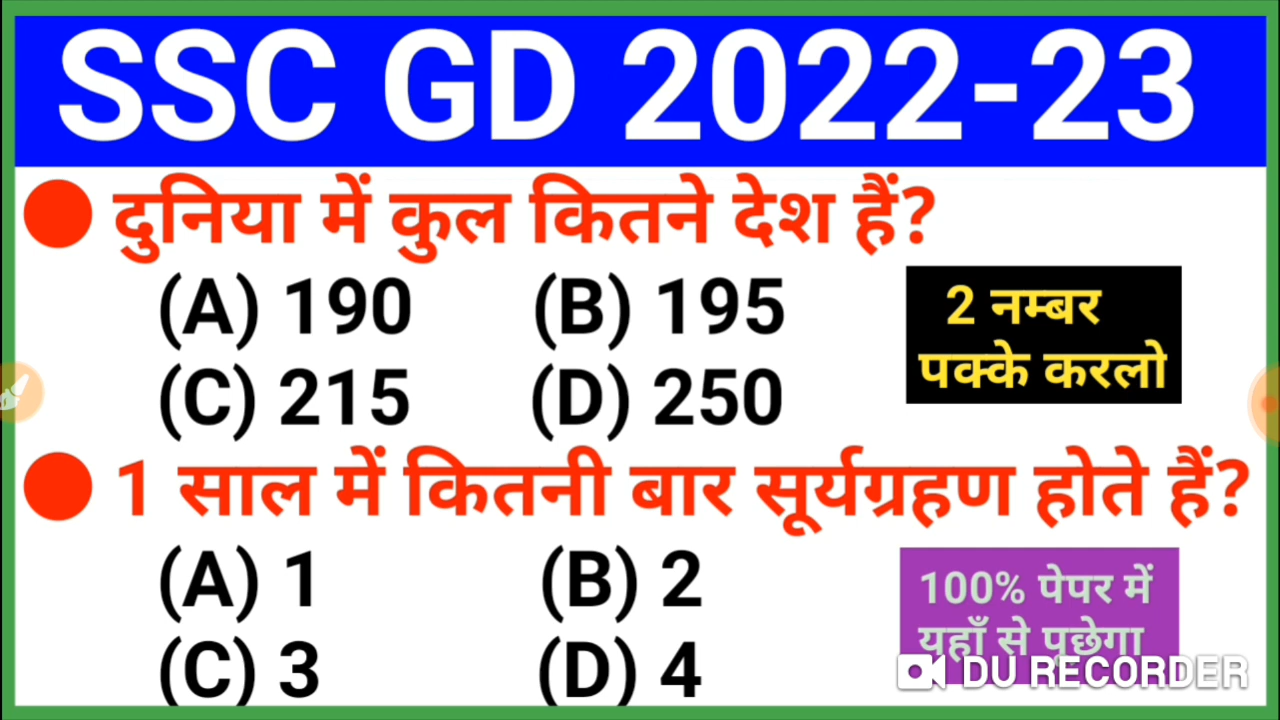 SSC GD 2022-23
दुनिया में कुल कितने देश हैं?
(A) 190 (B) 195
(C) 215 (D) 250
2 नम्बर
पक्के करलो
1 साल में कितनी बार सूर्यग्रहण होते हैं?
(A) 1 (B) 2
(C) 3 (D) 4
100% पेपर में
यहाँ से पूछेगा
DU RECORDER